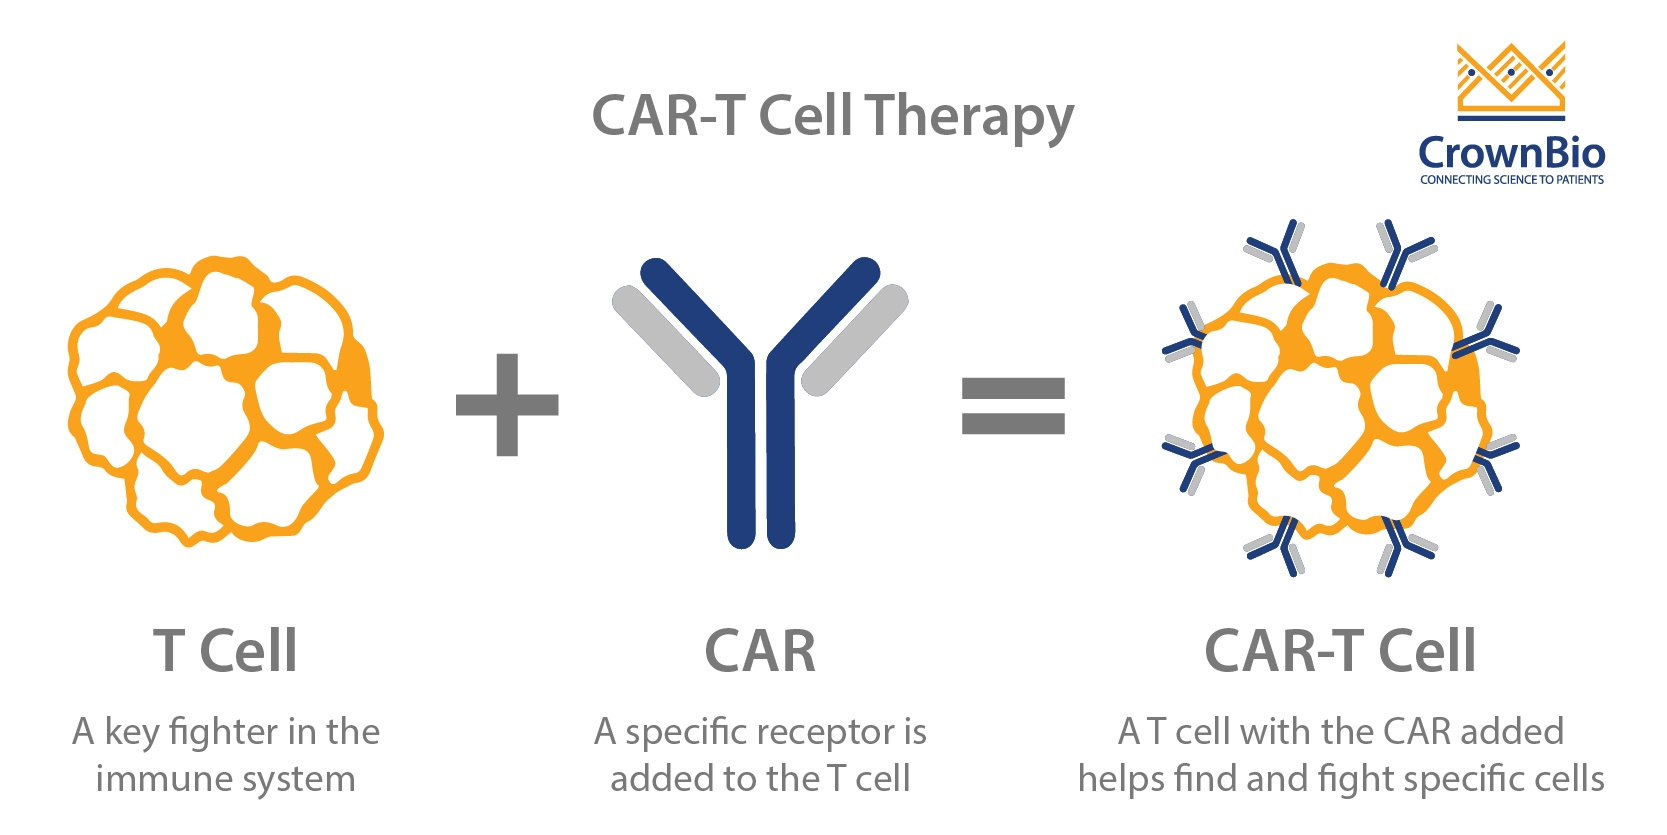 CAR-T Cell Therapy
CrownBio
CONNECTING SCIENCE TO PATIENTS
T Cell
A key fighter in the
immune system
CAR
A specific receptor is
added to the T cell
CAR-T Cell
A T cell with the CAR added
helps find and fight specific cells